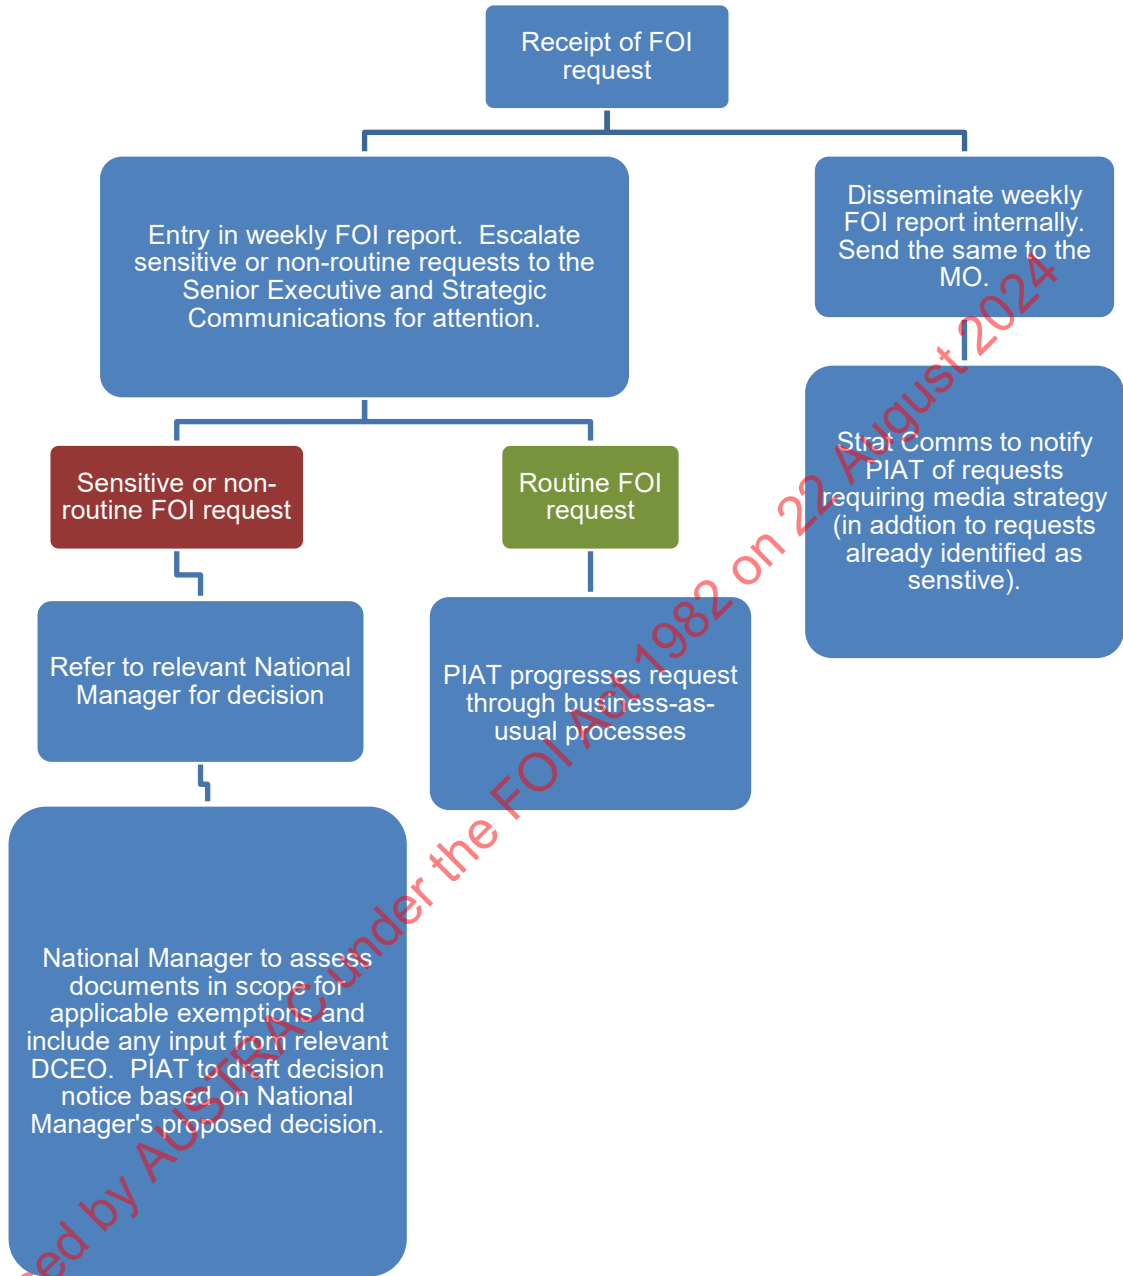 Receipt of FOI
request
Entry in weekly FOI report.  Escalate
sensitive or non-routine requests to the
Senior Executive and Strategic
Communications for attention.
Disseminate weekly
FOI report internally.
Send the same to the
MO.
Strat Comms to notify
PIAT of requests
requiring media strategy
(in addtion to requests
already identified as
senstive).
Sensitive or non-
routine FOI request
Routine FOI
request
Refer to relevant National
Manager for decision
PIAT progresses request
through business-as-
usual processes
National Manager to assess
documents in scope for
applicable exemptions and
include any input from relevant
DCEO.  PIAT to draft decision
notice based on National
Manager's proposed decision.
by AUSTRAC under the FOI Act 1982 on 22 August 2024